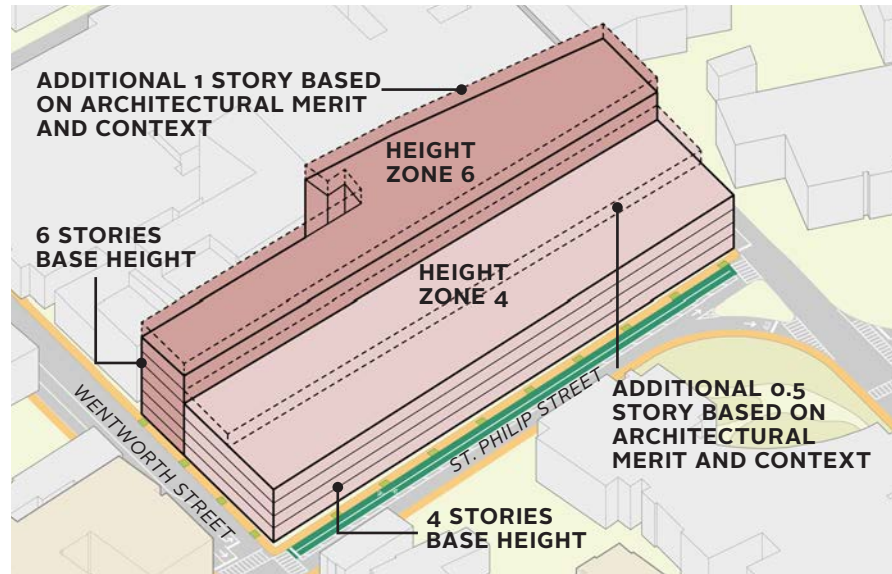 ADDITIONAL 1 STORY BASED
ON ARCHITECTURAL MERIT
AND CONTEXT
HEIGHT
ZONE 6
6 STORIES
BASE HEIGHT
HEIGHT
ZONE 4
WENTWORTH STREET
ST. PHILIP STREET
ADDITIONAL 0.5
STORY BASED ON
ARCHITECTURAL
MERIT AND CONTEXT
4 STORIES
BASE HEIGHT